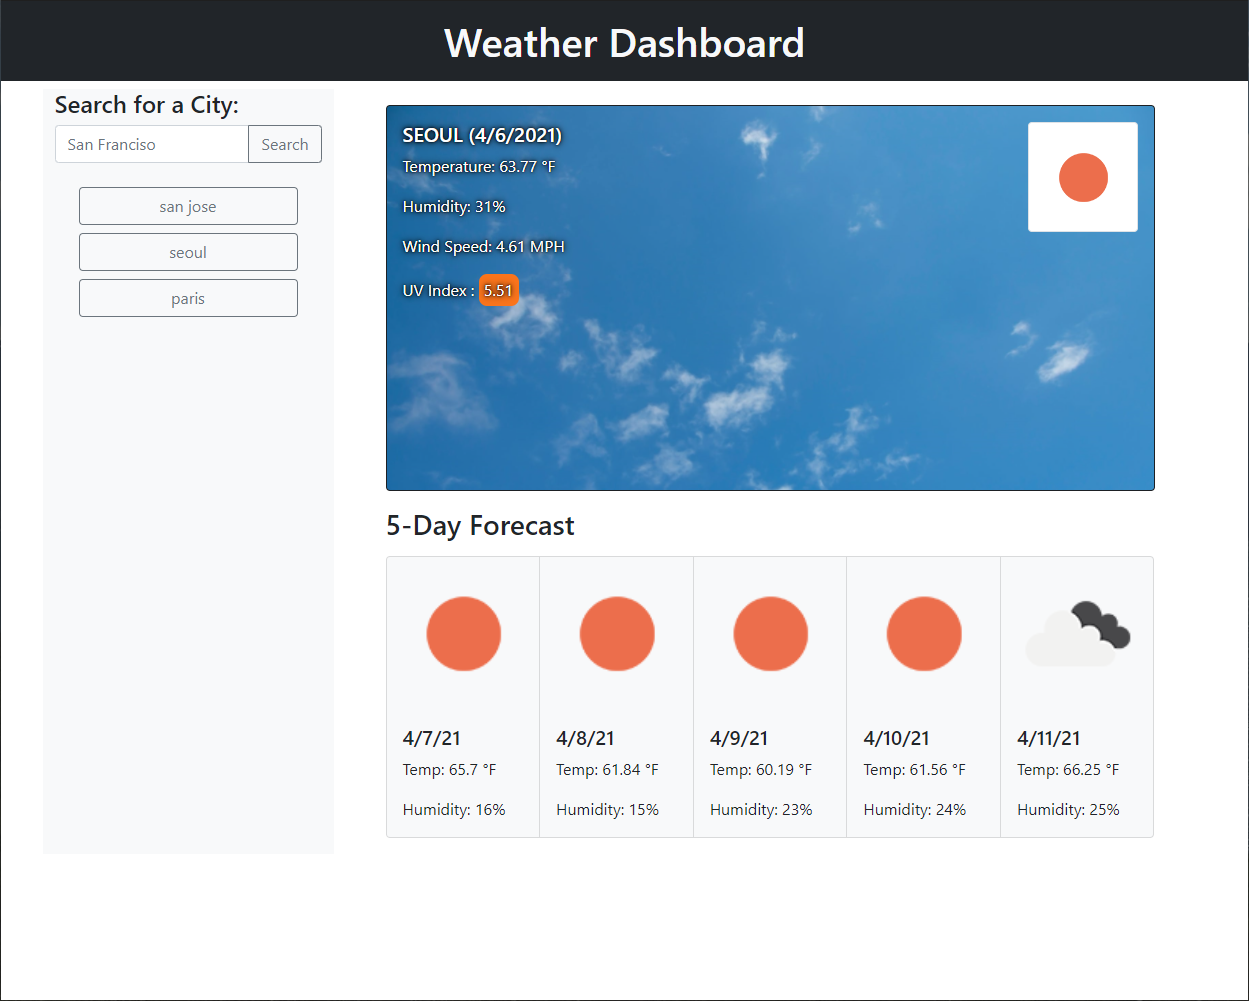 Weather Dashboard
Search for a City:
San Franciso
Search
san jose
seoul
paris
SEOUL (4/6/2021)
Temperature: 63.77 °F
Humidity: 31%
Wind Speed: 4.61 MPH
UV Index : 5.51
5-Day Forecast
4/7/21
Temp: 65.7 °F
Humidity: 16%
4/8/21
Temp: 61.84 °F
Humidity: 15%
4/9/21
Temp: 60.19 °F
Humidity: 23%
4/10/21
Temp: 61.56 °F
Humidity: 24%
4/11/21
Temp: 66.25 °F
Humidity: 25%